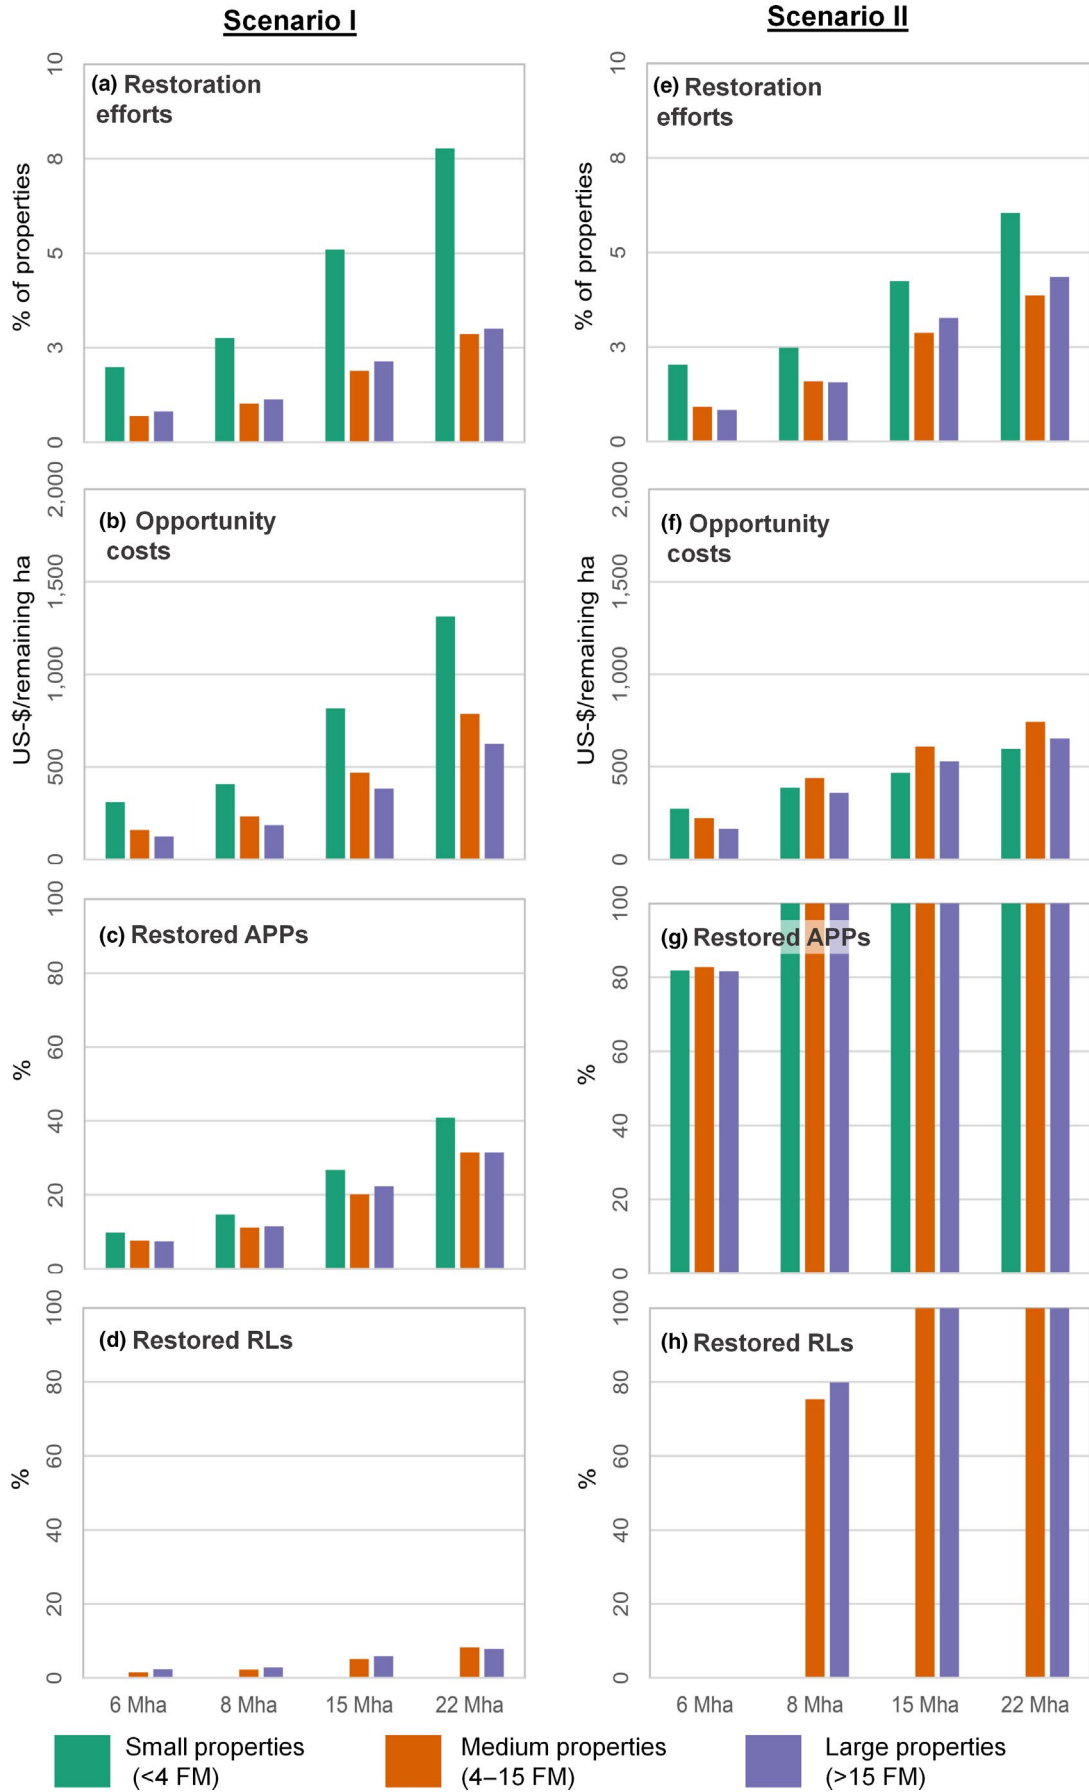 Scenario I
Scenario II
(a) Restoration
efforts
% of properties
10
8
5
3
0
(e) Restoration
efforts
% of properties
10
8
5
3
0
(b) Opportunity
costs
US-$/remaining ha
2,000
1,500
1,000
500
0
(f) Opportunity
costs
US-$/remaining ha
2,000
1,500
1,000
500
0
(c) Restored APPs
%
100
80
60
40
20
0
(g) Restored APPs
%
100
80
60
40
20
0
(d) Restored RLs
%
100
80
60
40
20
0
6 Mha 8 Mha 15 Mha 22 Mha
(h) Restored RLs
%
100
80
60
40
20
0
6 Mha 8 Mha 15 Mha 22 Mha
Small properties
(<4 FM)
Medium properties
(4–15 FM)
Large properties
(>15 FM)